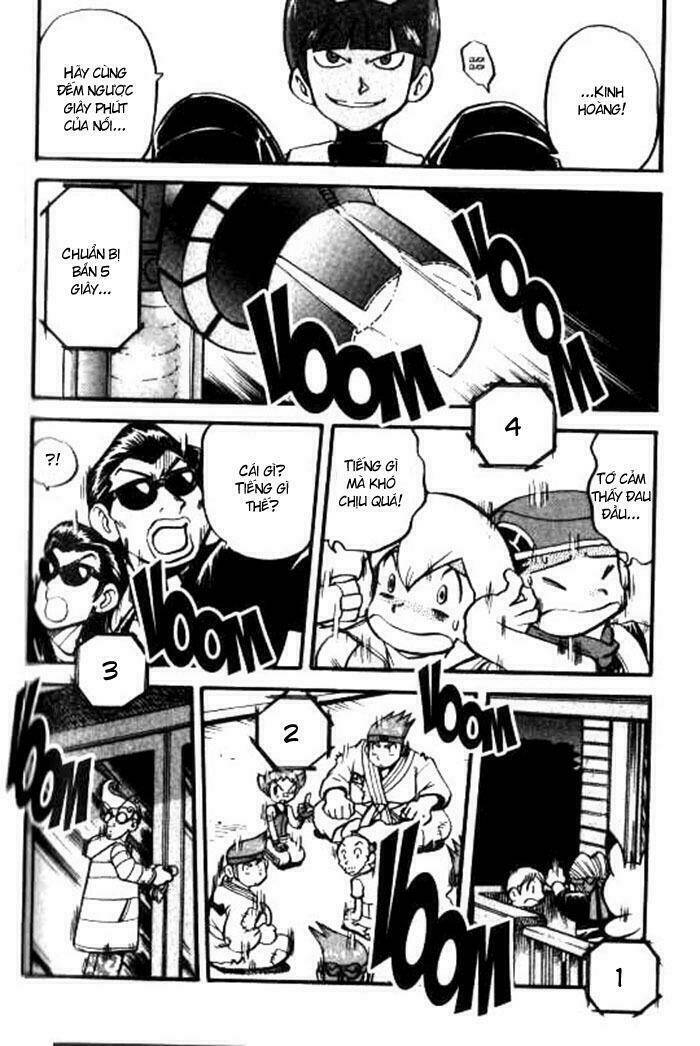 HÃY CÙNG
ĐẾM NGƯỢC
GIÂY PHÚT
CỦA NỖI...
...KINH
HOÀNG!
CHUẨN BỊ
BẮN 5
GIÂY...
VOOM
VOOM
4
?!
CÁI GÌ?
TIẾNG GÌ
THẾ?
TIẾNG GÌ
MÀ KHÓ
CHỊU QUÁ!
TỚ CẢM
THẤY ĐAU
ĐẦU...
VOOM
3
VOOM
2
VOOM
VOOM
1